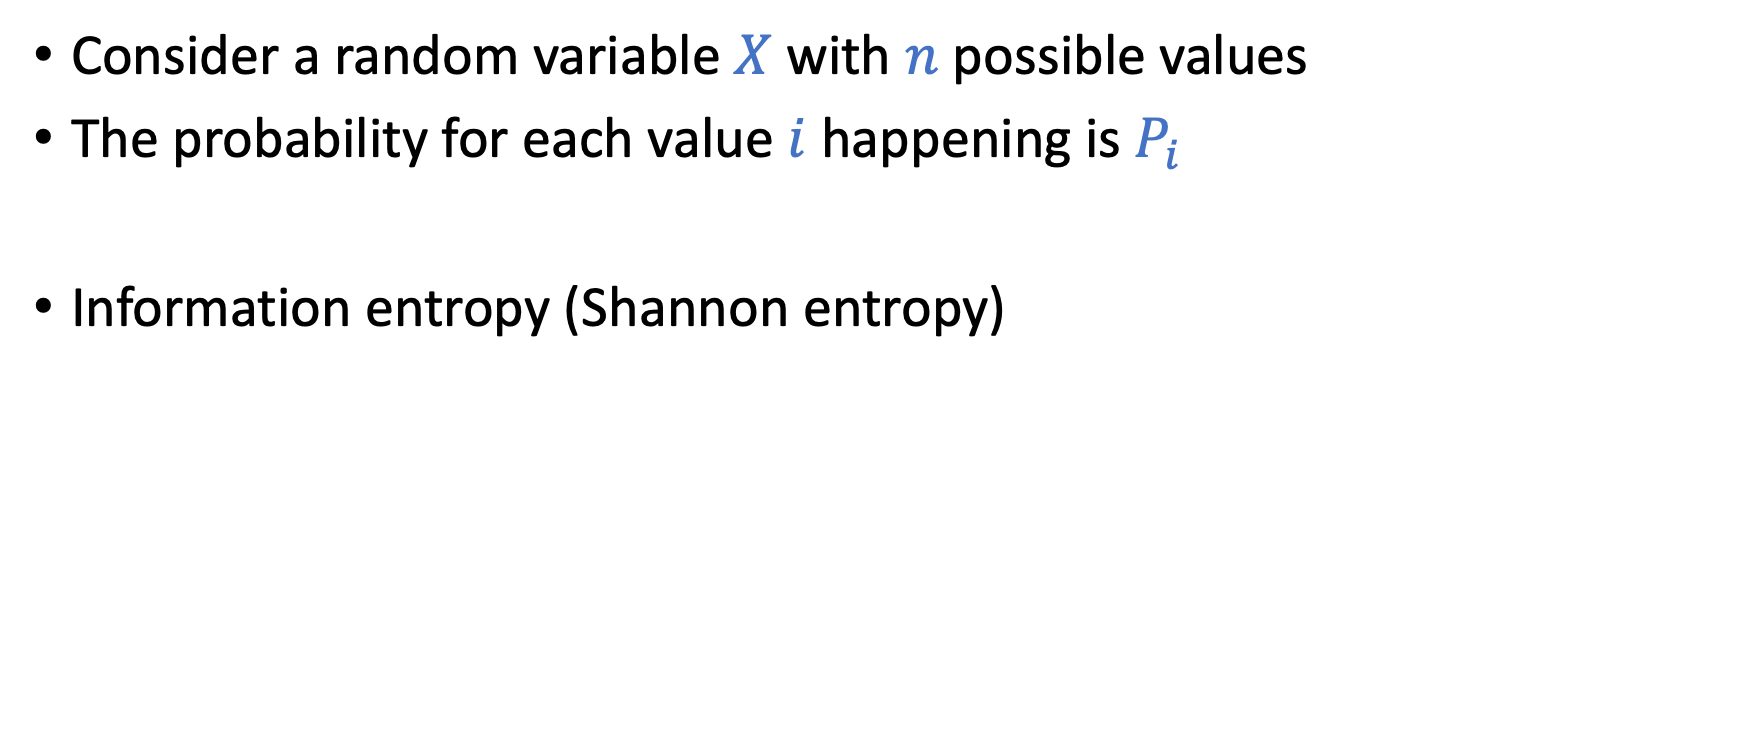 • Consider a random variable X with n possible values
• The probability for each value i happening is Pᵢ
• Information entropy (Shannon entropy)